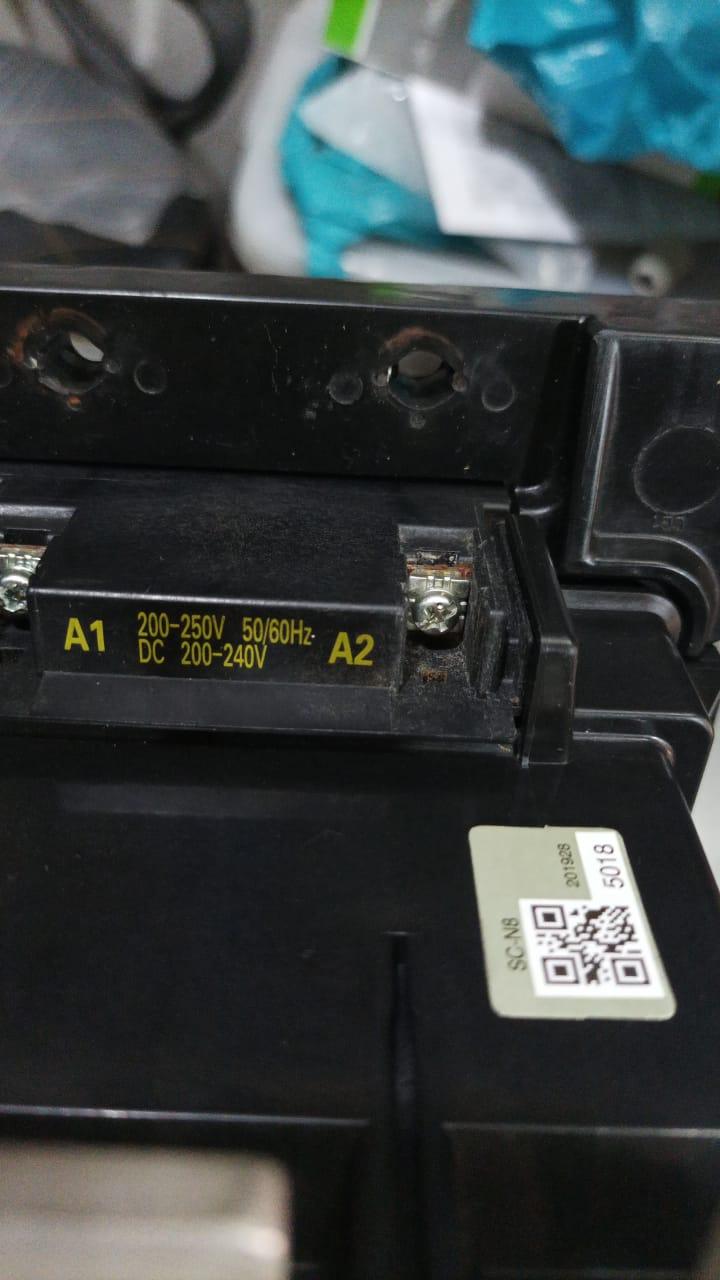 A1
200-250V 50/60Hz
DC 200-240V
A2
SC-N8
201928
5018